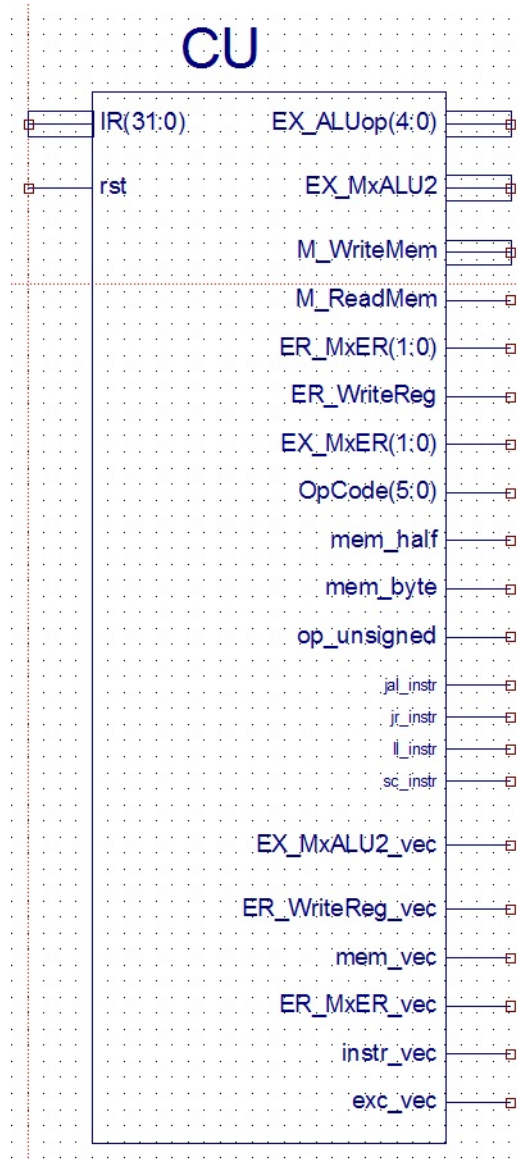 CU
IR(31:0) EX_ALUop(4:0)
rst EX_MxALU2
M_WriteMem
M_ReadMem
ER_MxER(1:0)
ER_WriteReg
EX_MxER(1:0)
OpCode(5:0)
mem_half
mem_byte
op_unsigned
jal_instr
jr_instr
ll_instr
sc_instr
EX_MxALU2_vec
ER_WriteReg_vec
mem_vec
ER_MxER_vec
instr_vec
exc_vec